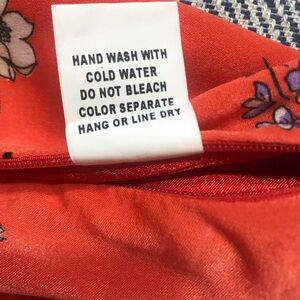 HAND WASH WITH
COLD WATER
DO NOT BLEACH
COLOR SEPARATE
HANG OR LINE DRY